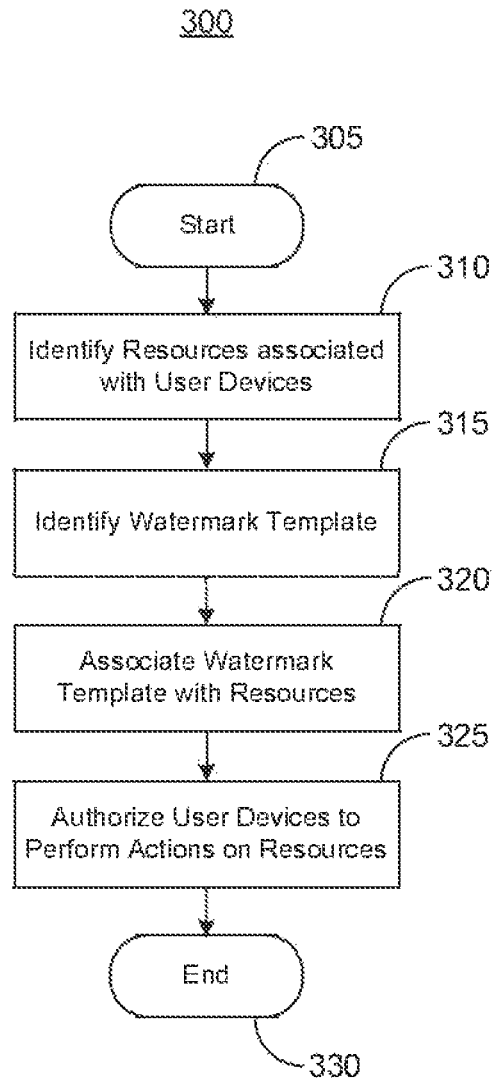 300
305
Start
310
Identify Resources associated
with User Devices
315
Identify Watermark Template
320
Associate Watermark
Template with Resources
325
Authorize User Devices to
Perform Actions on Resources
End
330